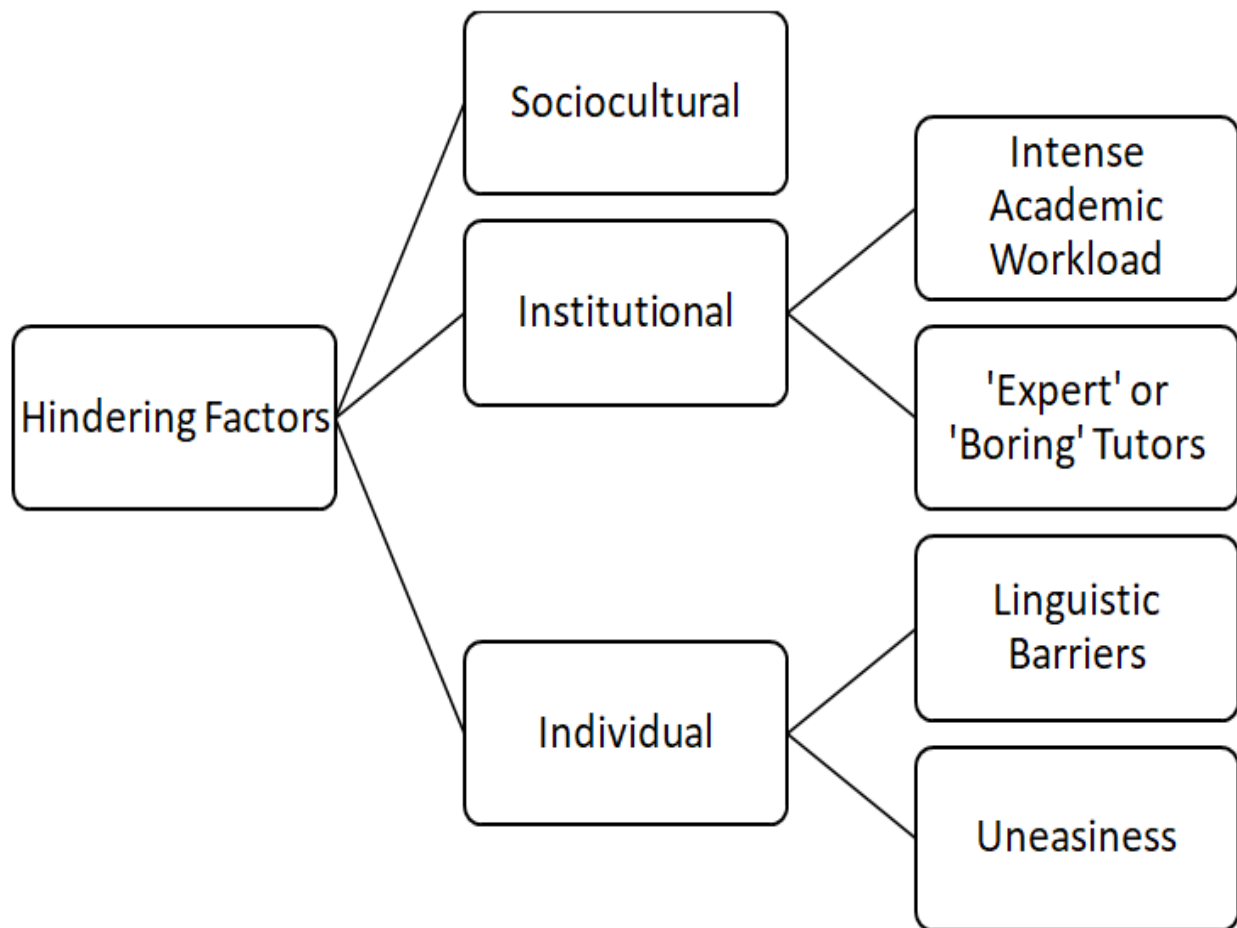 Hindering Factors
Sociocultural
Institutional
Intense
Academic
Workload
'Expert' or
'Boring' Tutors
Individual
Linguistic
Barriers
Uneasiness